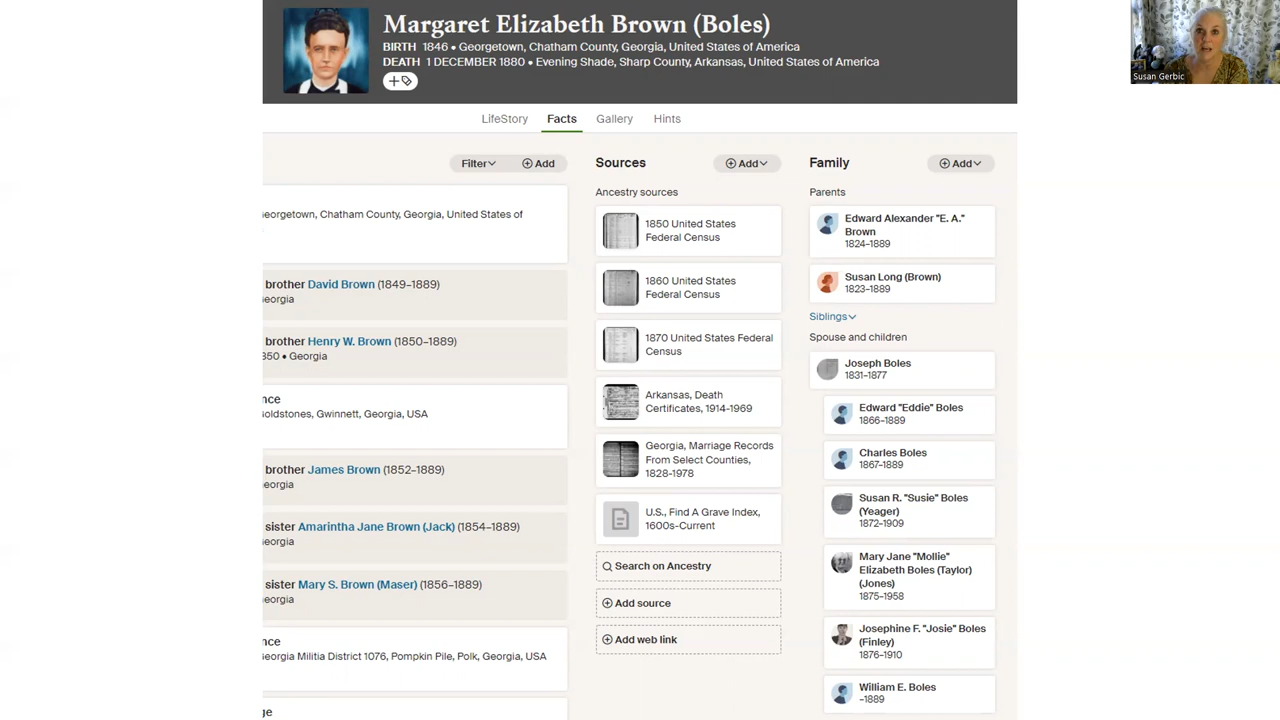 Margaret Elizabeth Brown (Boles)
BIRTH 1846 • Georgetown, Chatham County, Georgia, United States of America
DEATH 1 DECEMBER 1880 • Evening Shade, Sharp County, Arkansas, United States of America
Susan Gerbic
LifeStory Facts Gallery Hints
Filter Add
eorgetown, Chatham County, Georgia, United States of
brother David Brown (1849–1889)
eorgia
brother Henry W. Brown (1850–1889)
850 • Georgia
nce
oldstones, Gwinnett, Georgia, USA
brother James Brown (1852–1889)
eorgia
sister Amarintha Jane Brown (Jack) (1854–1889)
eorgia
sister Mary S. Brown (Maser) (1856–1889)
eorgia
nce
eorgia Militia District 1076, Pompkin Pile, Polk, Georgia, USA
ge
Sources
Add
Ancestry sources
1850 United States
Federal Census
1860 United States
Federal Census
1870 United States Federal
Census
Arkansas, Death
Certificates, 1914-1969
Georgia, Marriage Records
From Select Counties,
1828-1978
U.S., Find A Grave Index,
1600s-Current
Search on Ancestry
Add source
Add web link
Family
Add
Parents
Edward Alexander "E. A."
Brown
1824–1889
Susan Long (Brown)
1823–1889
Siblings
Spouse and children
Joseph Boles
1831–1877
Edward "Eddie" Boles
1866–1889
Charles Boles
1867–1889
Susan R. "Susie" Boles
(Yeager)
1872–1909
Mary Jane "Mollie"
Elizabeth Boles (Taylor)
(Jones)
1875–1958
Josephine F. "Josie" Boles
(Finley)
1876–1910
William E. Boles
–1889